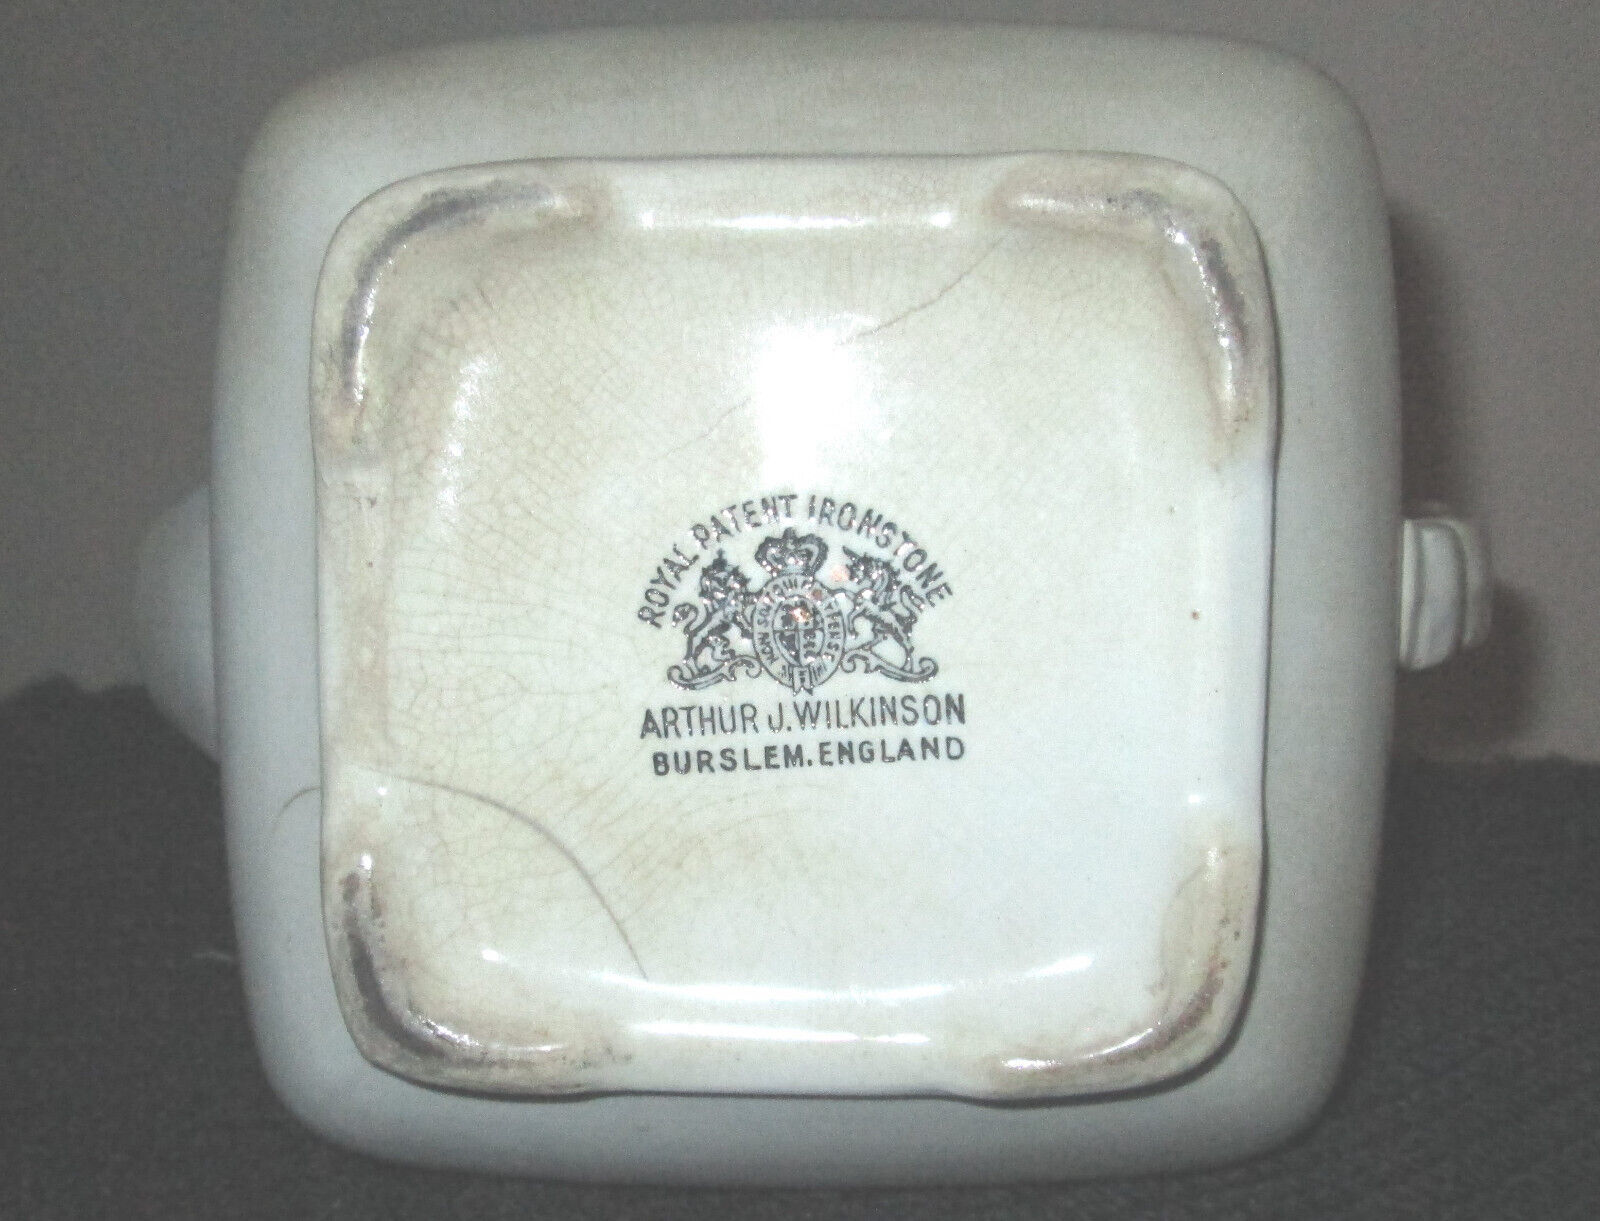 ROYAL PATENT IRONSTONE
ARTHUR J. WILKINSON
BURSLEM. ENGLAND